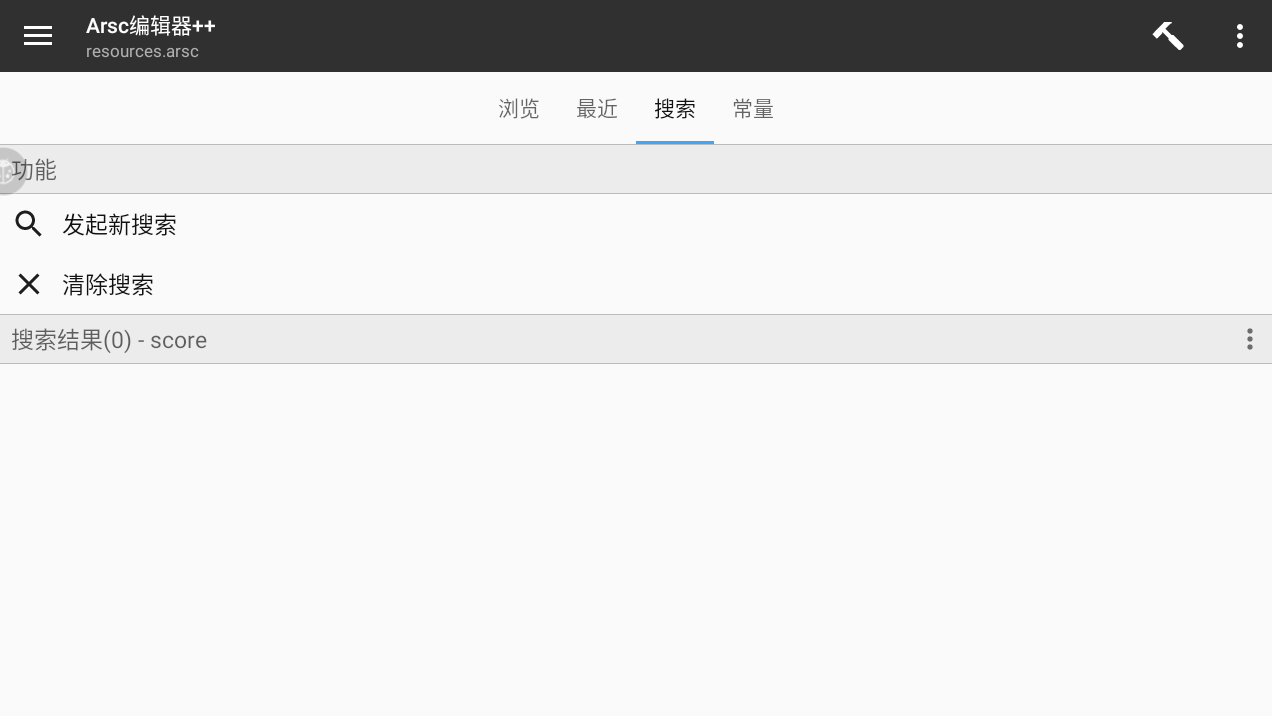 Arsc编辑器++
resources.arsc
浏览 最近 搜索 常量
功能
发起新搜索
清除搜索
搜索结果(0) - score